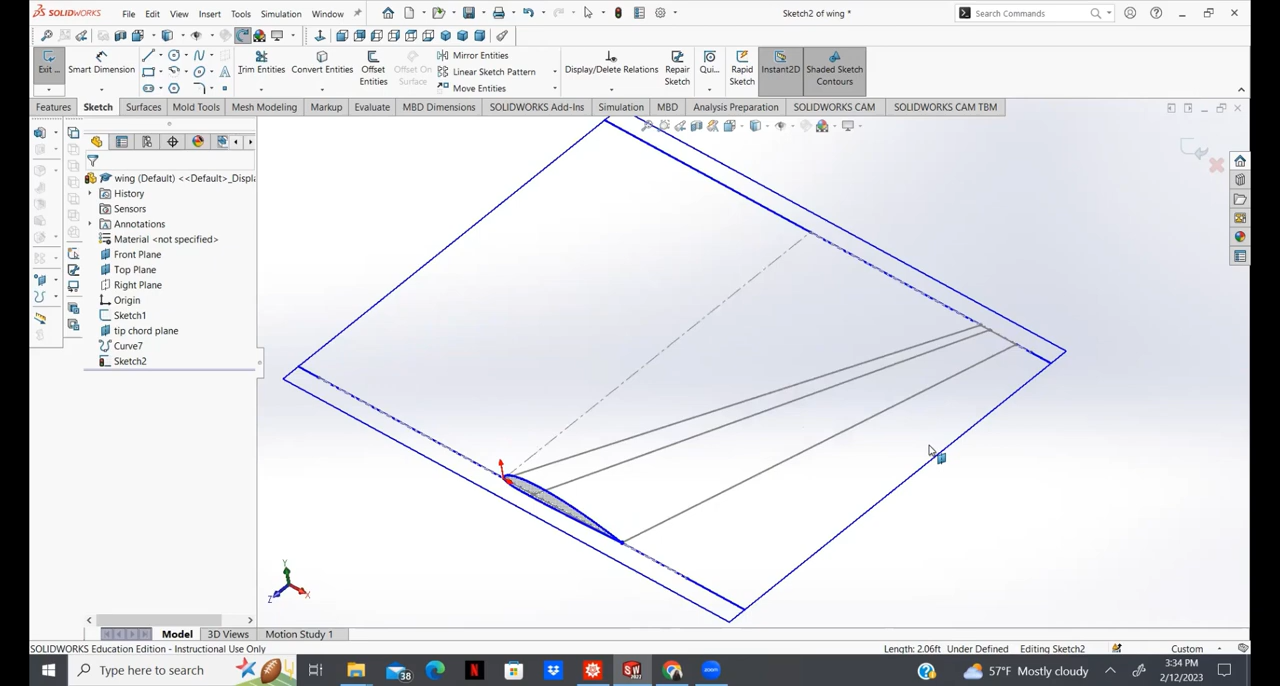 SOLIDWORKS File Edit View Insert Tools Simulation Window Sketch2 of wing * Search Commands
Exit ... Smart Dimension Trim Entities Convert Entities Offset Entities Offset On Surface Mirror Entities Linear Sketch Pattern Move Entities Display/Delete Relations Repair Sketch Qui... Rapid Sketch Instant2D Shaded Sketch Contours
Features Sketch Surfaces Mold Tools Mesh Modeling Markup Evaluate MBD Dimensions SOLIDWORKS Add-Ins Simulation MBD Analysis Preparation SOLIDWORKS CAM SOLIDWORKS CAM TBM
wing (Default) <<Default>_Displa
History
Sensors
Annotations
Material <not specified>
Front Plane
Top Plane
Right Plane
Origin
Sketch1
tip chord plane
Curve7
Sketch2
Y
Z X
Model 3D Views Motion Study 1
SOLIDWORKS Education Edition - Instructional Use Only Length: 2.06ft Under Defined Editing Sketch2 Custom
Type here to search 38 57°F Mostly cloudy 3:34 PM
2/12/2023